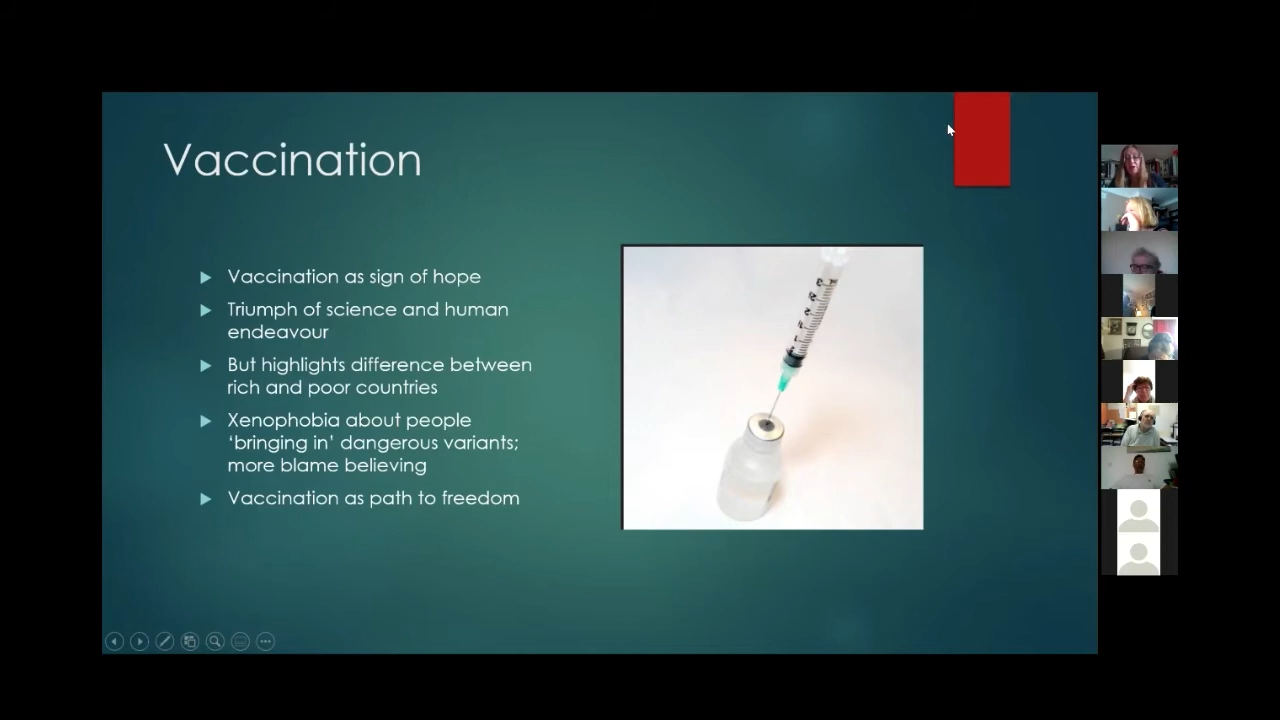 Vaccination
Vaccination as sign of hope
Triumph of science and human
endeavour
But highlights difference between
rich and poor countries
Xenophobia about people
‘bringing in’ dangerous variants;
more blame believing
Vaccination as path to freedom